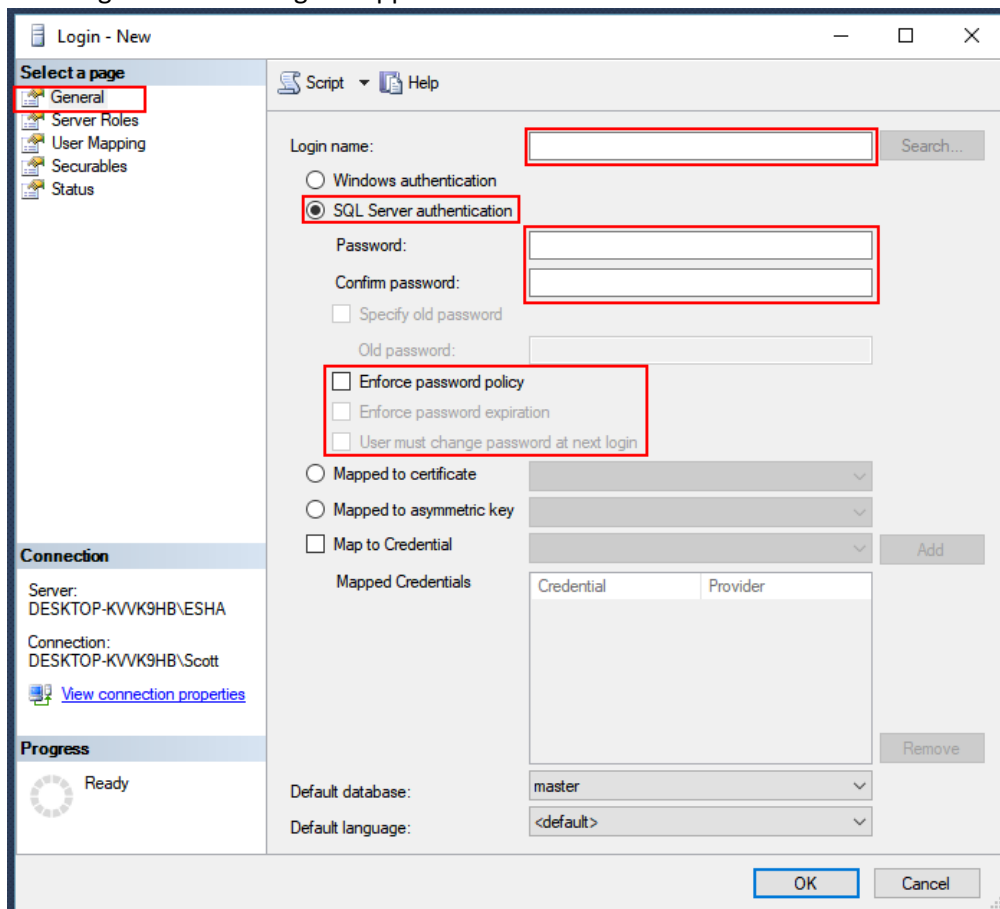 Login - New
Select a page
General
Server Roles
User Mapping
Securables
Status
Script Help
Login name:
Search...
Windows authentication
SQL Server authentication
Password:
Confirm password:
Specify old password
Old password:
Enforce password policy
Enforce password expiration
User must change password at next login
Mapped to certificate
Mapped to asymmetric key
Map to Credential
Add
Mapped Credentials
Credential Provider
Remove
Default database: master
Default language: <default>
Connection
Server:
DESKTOP-KVVK9HB\ESHA
Connection:
DESKTOP-KVVK9HB\Scott
View connection properties
Progress
Ready
OK Cancel